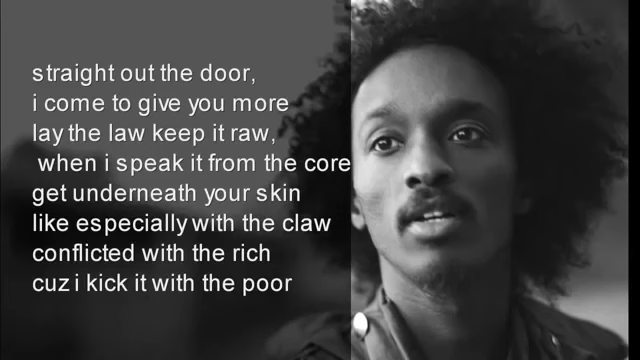 straight out the door,
i come to give you more
lay the law keep it raw,
when i speak it from the core
get underneath your skin
like especially with the claw
conflicted with the rich
cuz i kick it with the poor